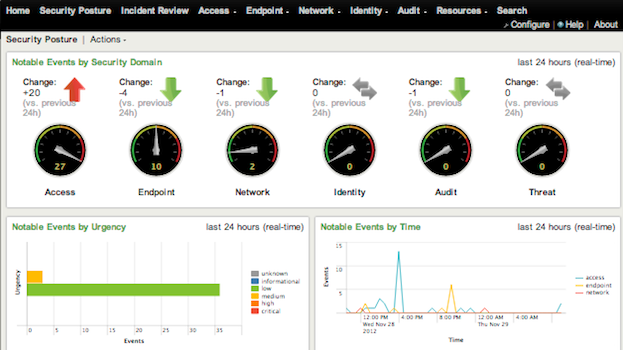 Home Security Posture Incident Review Access Endpoint Network Identity Audit Resources Search
Configure | Help | About
Security Posture | Actions
Notable Events by Security Domain last 24 hours (real-time)
Change: Change: Change: Change: Change: Change:
+20 -4 -1 0 -1 0
(vs. previous (vs. previous (vs. previous (vs. previous (vs. previous (vs. previous
24h) 24h) 24h) 24h) 24h) 24h)
27 10 2 0 0 0
Access Endpoint Network Identity Audit Threat
Notable Events by Urgency last 24 hours (real-time)
Urgency
unknown
informational
low
medium
high
critical
0 5 10 15 20 25 30 35
Events
Notable Events by Time last 24 hours (real-time)
15
10
5
Events
access
endpoint
network
12:00 PM 4:00 PM 8:00 PM 12:00 AM 4:00 AM
Wed Nov 28 Thu Nov 29
2012
Time